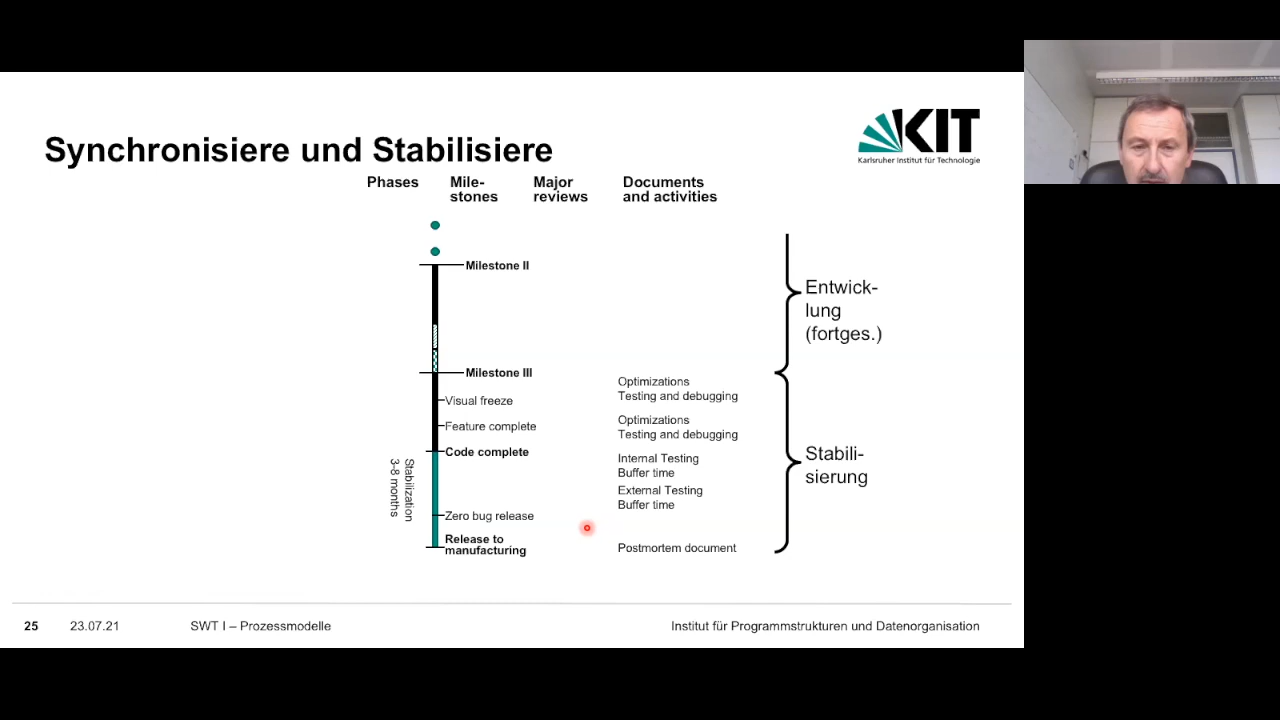 KIT
Karlsruher Institut für Technologie
Synchronisiere und Stabilisiere
Phases
Mile-
stones
Major
reviews
Documents
and activities
Milestone II
Entwick-
lung
(fortges.)
Milestone III
Optimizations
Testing and debugging
Visual freeze
Optimizations
Testing and debugging
Feature complete
Code complete
Internal Testing
Buffer time
Stabili-
sierung
Stabilization
3-8 months
External Testing
Buffer time
Zero bug release
Release to
manufacturing
Postmortem document
25
23.07.21
SWT I – Prozessmodelle
Institut für Programmstrukturen und Datenorganisation